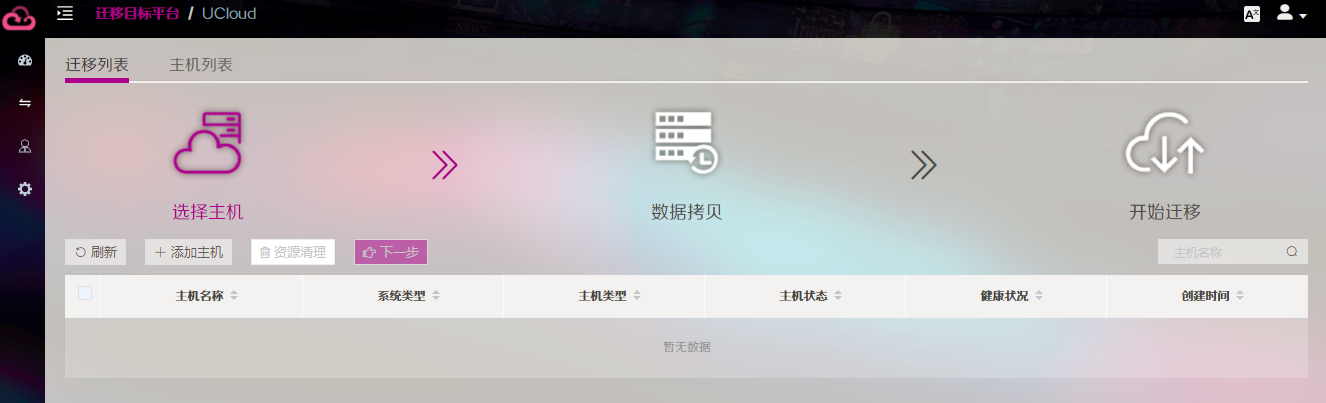 迁移目标平台 / UCloud
迁移列表 主机列表
选择主机 数据拷贝 开始迁移
刷新 添加主机 资源清理 下一步 主机名称
主机名称 系统类型 主机类型 主机状态 健康状况 创建时间
暂无数据